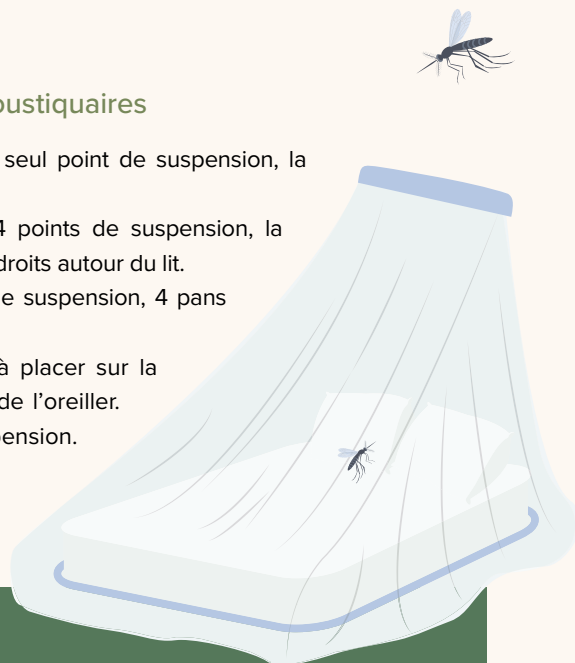 oustiquaires
seul point de suspension, la
4 points de suspension, la
droits autour du lit.
e suspension, 4 pans
à placer sur la
de l’oreiller.
pension.